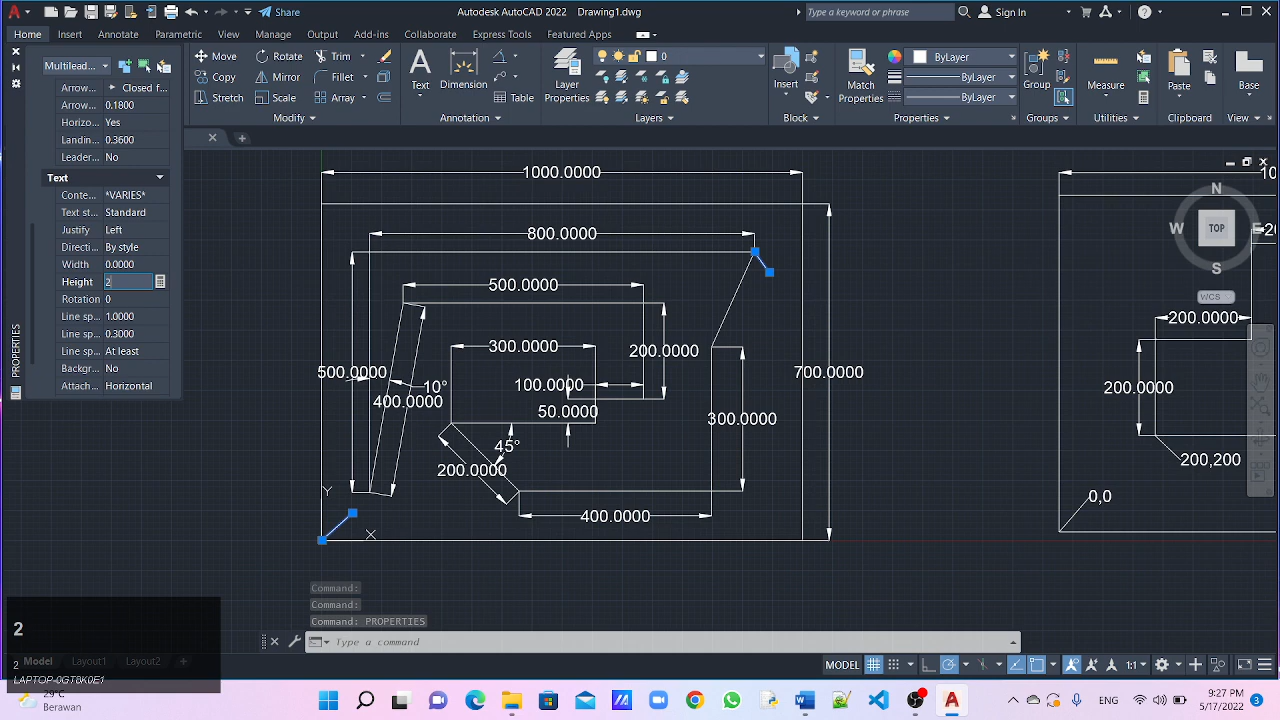 Share
Autodesk AutoCAD 2022 Drawing1.dwg
Type a keyword or phrase
Sign In
Home Insert Annotate Parametric View Manage Output Add-ins Collaborate Express Tools Featured Apps
Multilea...
Move Rotate Trim
Copy Mirror Fillet
Stretch Scale Array
Modify
Text
Dimension
Table
Annotation
Layer
Properties
0
Layers
Insert
Block
Match
Properties
ByLayer
ByLayer
ByLayer
Properties
Group
Groups
Measure
Utilities
Paste
Clipboard
Base
View
Arrow... Closed f...
Arrow... 0.1800
Horizo... Yes
Landin... 0.3600
Leader... No
Text
Conte... *VARIES*
Text st... Standard
Justify Left
Directi... By style
Width 0.0000
Height 2
Rotation 0
Line sp... 1.0000
Line sp... 0.3000
Line sp... At least
Backgr... No
Attach... Horizontal
PROPERTIES
1000.0000
800.0000
500.0000
300.0000
200.0000
100.0000
50.0000
500.0000
10°
400.0000
45°
200.0000
300.0000
700.0000
400.0000
Y
X
10
20
200.0000
200.0000
200,200
0,0
N
W TOP E
S
WCS
Command:
Command:
Command: PROPERTIES
Type a command
2
2
LAPTOP-0GT8K0E1
Model Layout1 Layout2 +
MODEL
1:1
29°C
Berawan
9:27 PM
5/17/2022
3